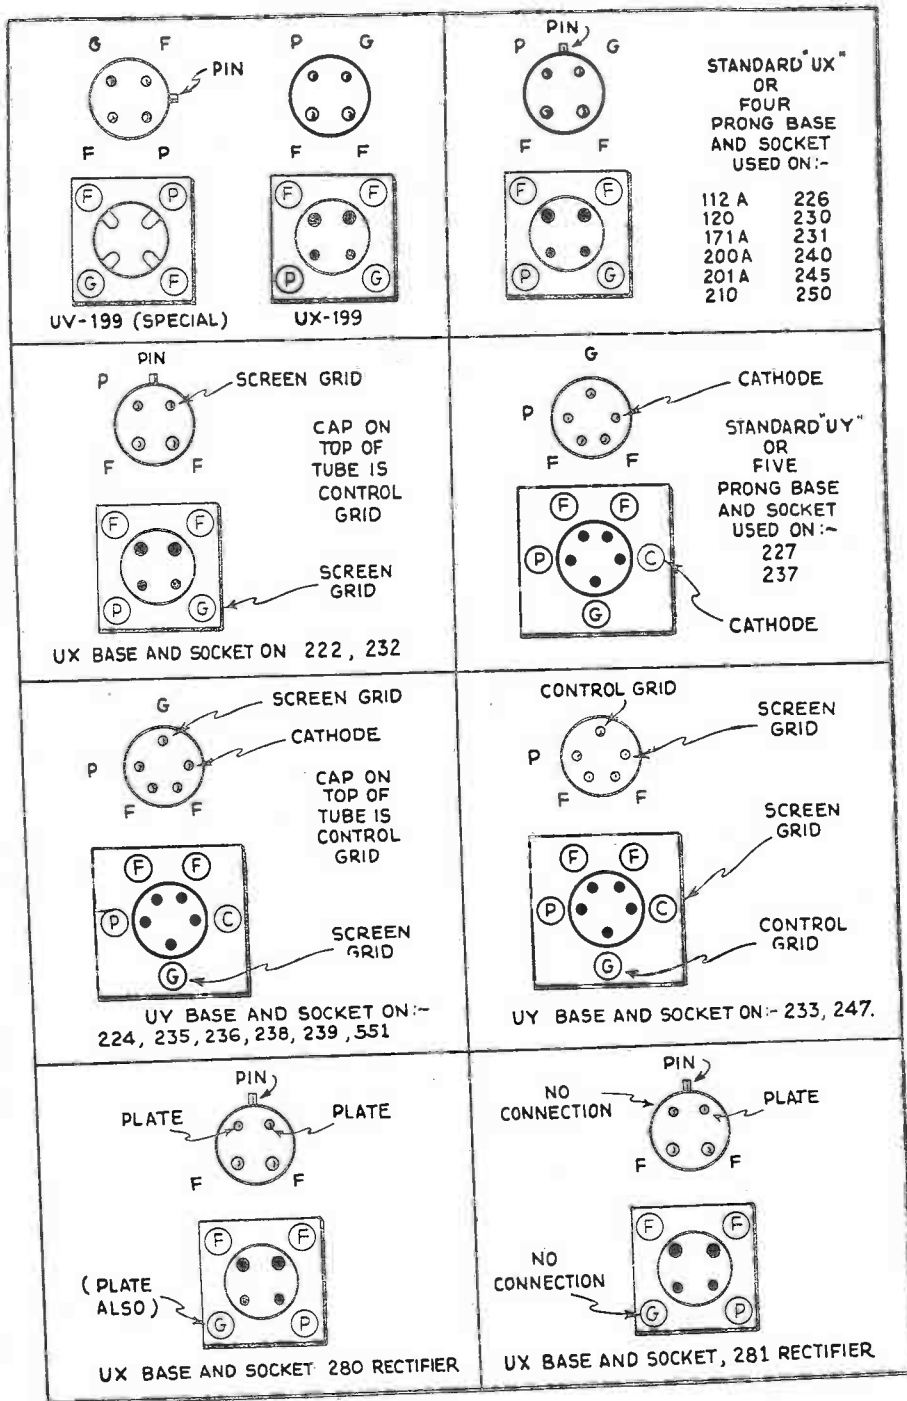 G F
PIN
F P
F P
G F
UV-199 (SPECIAL)
P G
F F
F F
P G
UX-199
PIN
P G
F F
F F
P G
STANDARD "UX"
OR
FOUR
PRONG BASE
AND SOCKET
USED ON:-
112 A 226
120 230
171A 231
200A 240
201A 245
210 250
PIN
P
SCREEN GRID
F F
CAP ON
TOP OF
TUBE IS
CONTROL
GRID
F F
P G
SCREEN
GRID
UX BASE AND SOCKET ON 222, 232
G
P
CATHODE
F F
STANDARD "UY"
OR
FIVE
PRONG BASE
AND SOCKET
USED ON:-
227
237
F F
P C
G
CATHODE
G
SCREEN GRID
CATHODE
P
F F
CAP ON
TOP OF
TUBE IS
CONTROL
GRID
F F
P C
G
SCREEN
GRID
UY BASE AND SOCKET ON:-
224, 235, 236, 238, 239, 551
CONTROL GRID
SCREEN
GRID
P
F F
SCREEN
GRID
F F
P C
G
CONTROL
GRID
UY BASE AND SOCKET ON:- 233, 247.
PIN
PLATE PLATE
F F
F F
(PLATE
ALSO)
G P
UX BASE AND SOCKET 280 RECTIFIER
PIN
NO
CONNECTION
PLATE
F F
F F
NO
CONNECTION
G P
UX BASE AND SOCKET, 281 RECTIFIER